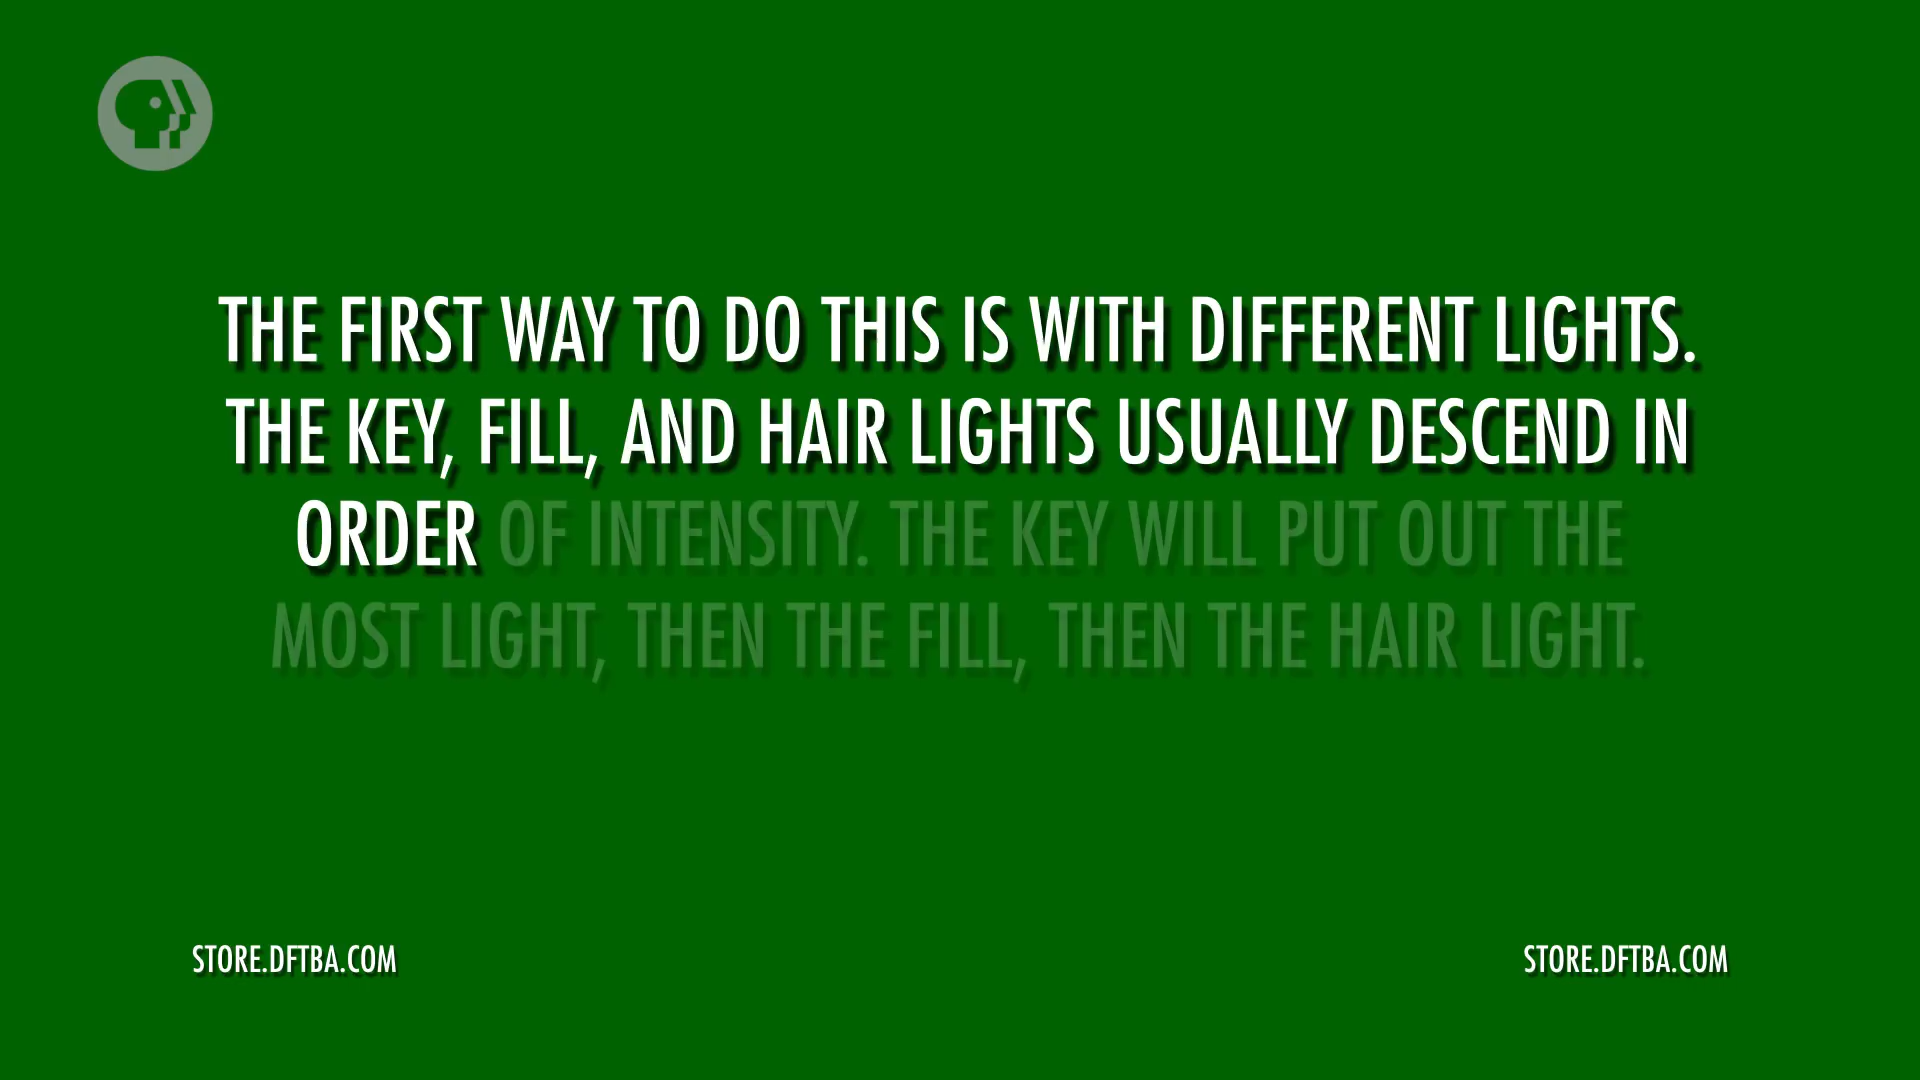 THE FIRST WAY TO DO THIS IS WITH DIFFERENT LIGHTS.
THE KEY, FILL, AND HAIR LIGHTS USUALLY DESCEND IN
ORDER OF INTENSITY. THE KEY WILL PUT OUT THE
MOST LIGHT, THEN THE FILL, THEN THE HAIR LIGHT.
STORE.DFTBA.COM
STORE.DFTBA.COM